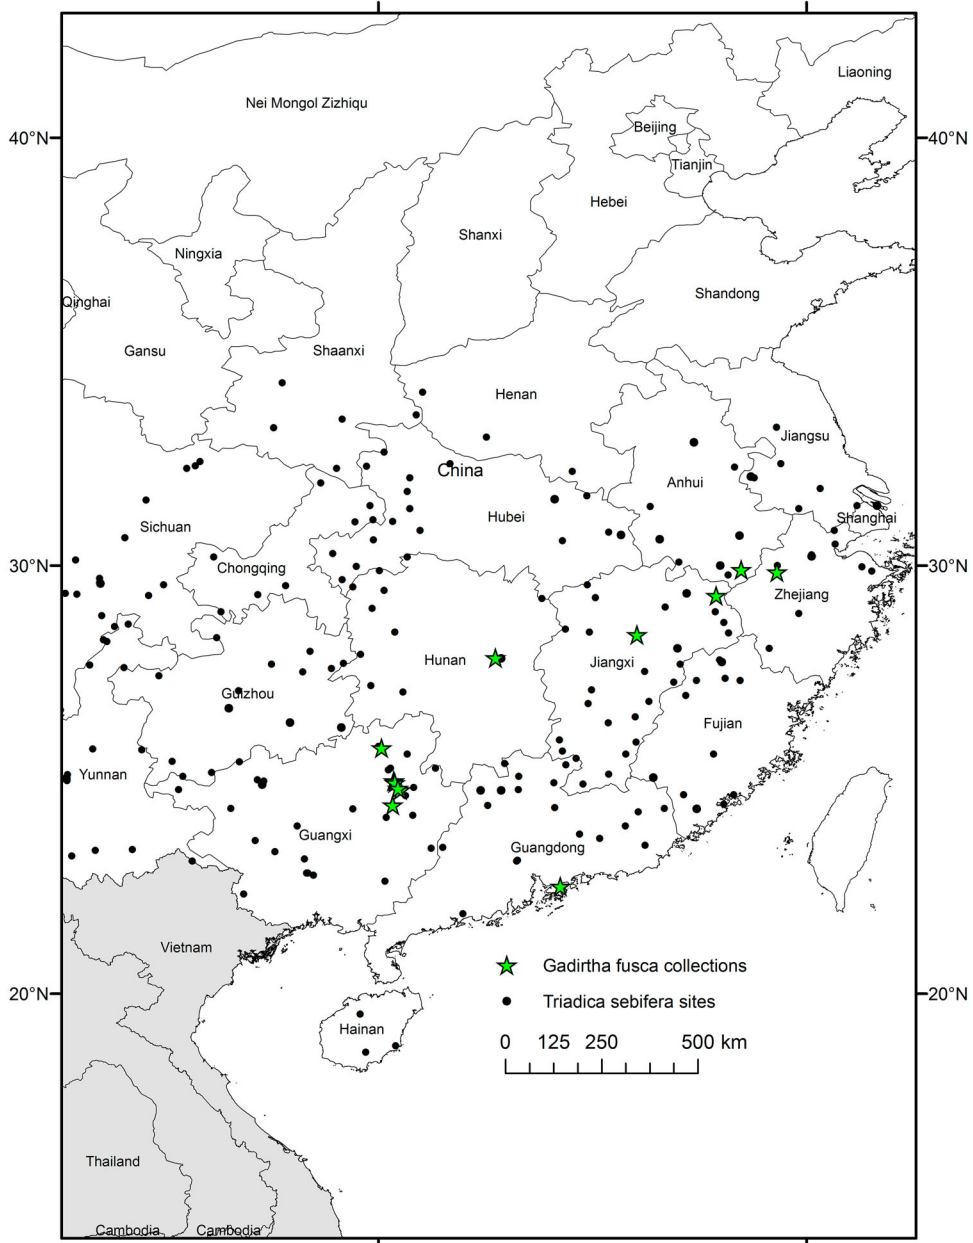 Liaoning
Nei Mongol Zizhiqu
Beijing
40°N
40°N
Tianjin
Hebei
Shanxi
Ningxia
Shandong
Qinghai
Gansu
Shaanxi
Henan
Jiangsu
China
Anhui
Hubei
Shanghai
Sichuan
30°N
Chongqing
30°N
Zhejiang
Hunan
Jiangxi
Guizhou
Fujian
Yunnan
Guangxi
Guangdong
Vietnam
Gadirtha fusca collections
20°N
Triadica sebifera sites
20°N
Hainan
0 125 250 500 km
Thailand
Cambodia
Cambodia